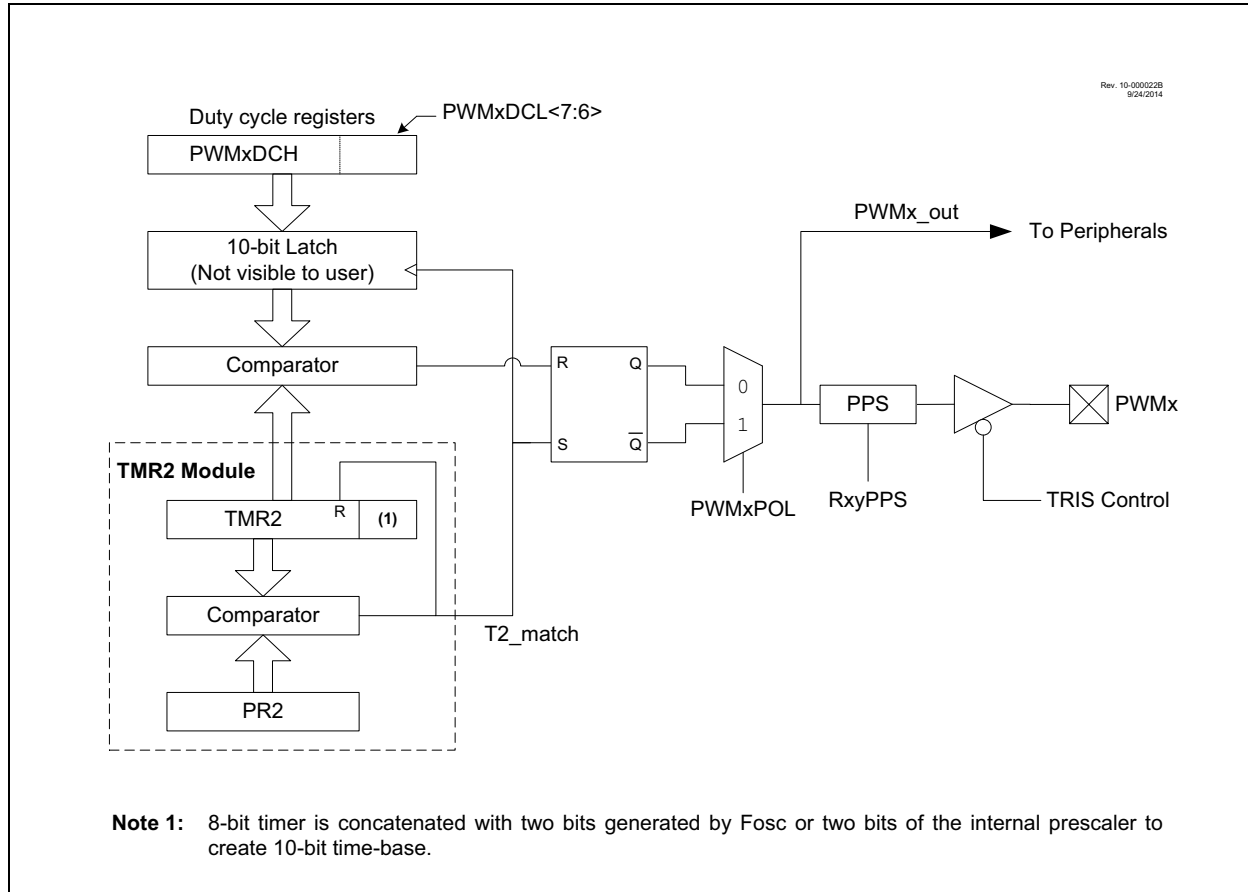 Rev. 10-000022B
9/24/2014
Duty cycle registers
PWMxDCL<7:6>
PWMxDCH
10-bit Latch
(Not visible to user)
Comparator
PWMx_out
To Peripherals
R
Q
S
Q̅
0
1
PPS
PWMx
PWMxPOL
RxyPPS
TRIS Control
TMR2 Module
TMR2
R
(1)
Comparator
T2_match
PR2
Note 1: 8-bit timer is concatenated with two bits generated by Fosc or two bits of the internal prescaler to
create 10-bit time-base.